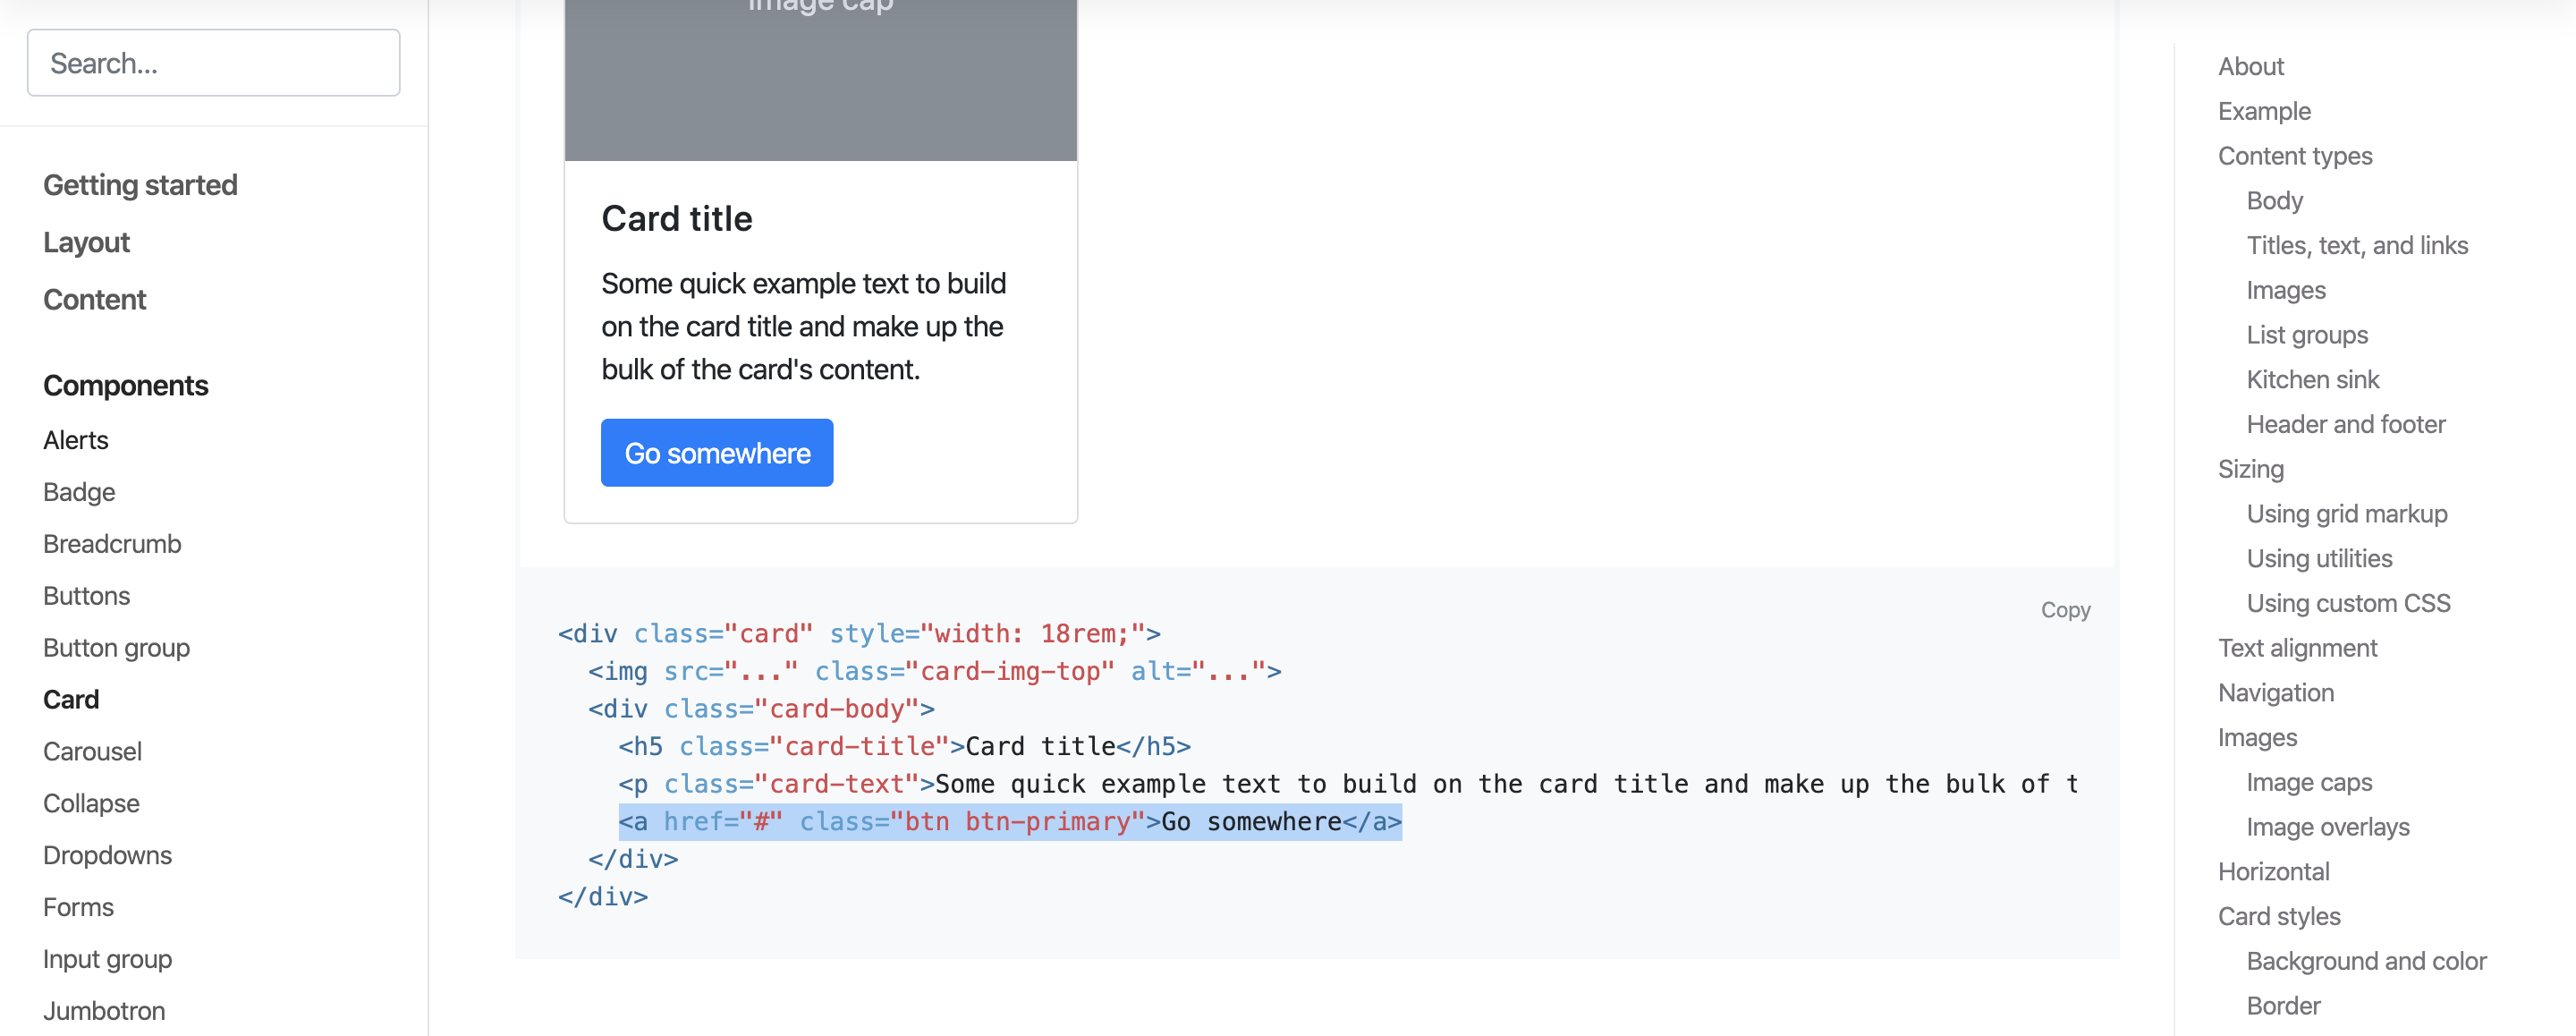 Search...
Getting started
Layout
Content
Components
Alerts
Badge
Breadcrumb
Buttons
Button group
Card
Carousel
Collapse
Dropdowns
Forms
Input group
Jumbotron
Image cap
Card title
Some quick example text to build
on the card title and make up the
bulk of the card's content.
Go somewhere
Copy
<div class="card" style="width: 18rem;">
  <img src="..." class="card-img-top" alt="...">
  <div class="card-body">
    <h5 class="card-title">Card title</h5>
    <p class="card-text">Some quick example text to build on the card title and make up the bulk of t
    <a href="#" class="btn btn-primary">Go somewhere</a>
  </div>
</div>
About
Example
Content types
Body
Titles, text, and links
Images
List groups
Kitchen sink
Header and footer
Sizing
Using grid markup
Using utilities
Using custom CSS
Text alignment
Navigation
Images
Image caps
Image overlays
Horizontal
Card styles
Background and color
Border